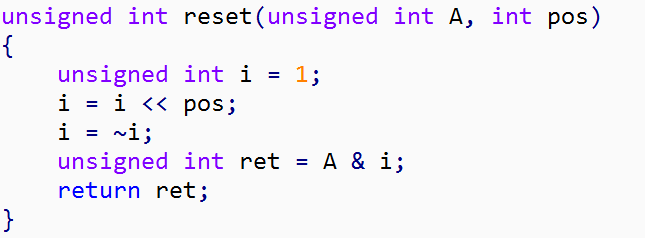 unsigned int reset(unsigned int A, int pos)
{
    unsigned int i = 1;
    i = i << pos;
    i = ~i;
    unsigned int ret = A & i;
    return ret;
}